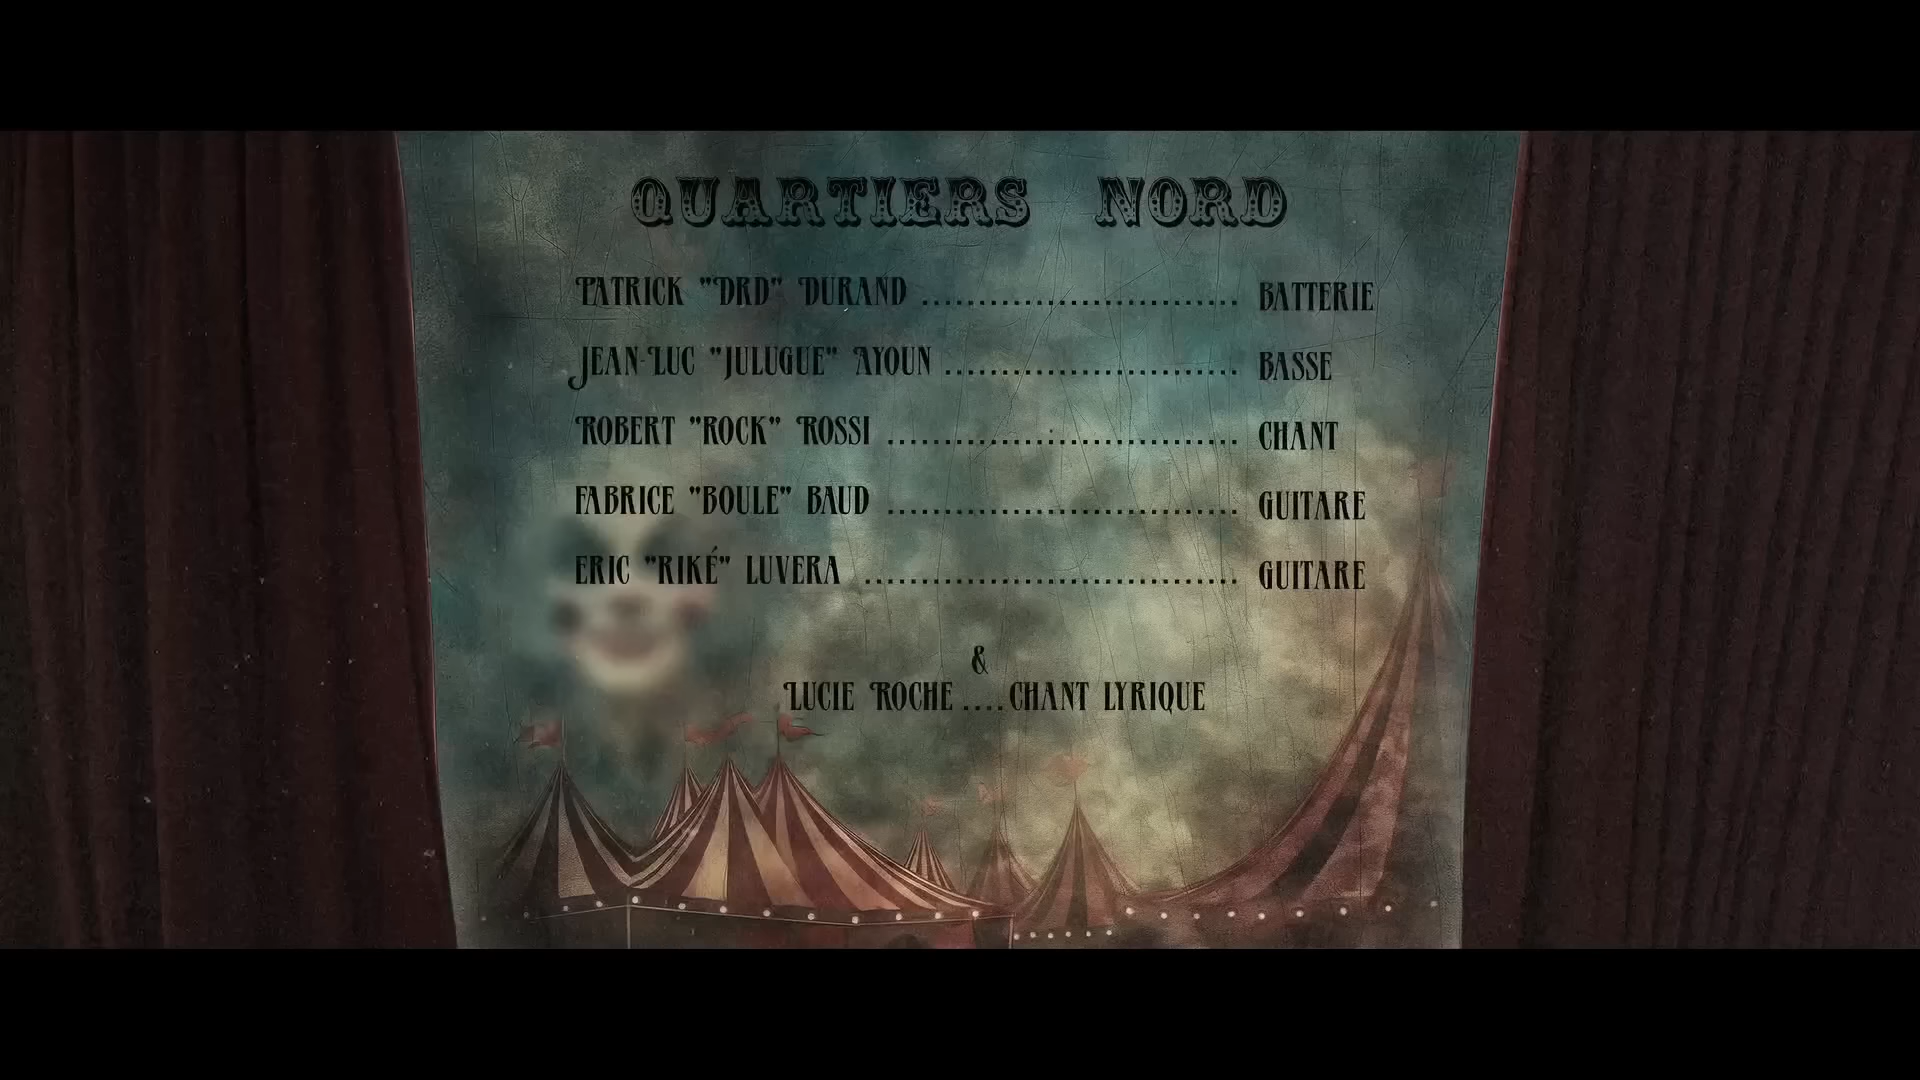 QUARTIERS NORD
PATRICK "DRD" DURAND ............................ BATTERIE
JEAN-LUC "JULUGUE" AYOUN .......................... BASSE
ROBERT "ROCK" ROSSI ............................... CHANT
FABRICE "BOULE" BAUD ............................... GUITARE
ERIC "RIKÉ" LUVERA ................................. GUITARE
&
LUCIE ROCHE ....CHANT LYRIQUE